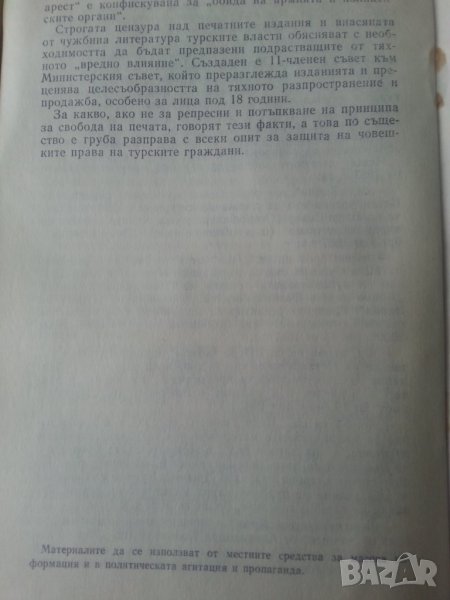 арест“ е конфискувана за „обида на армията и
ските органи“.
Строгата цензура над печатните издания и внасяната
от чужбина литература турските власти обясняват с необ-
ходимостта да бъдат предпазени подрастващите от тях-
ното „вредно влияние“. Създаден е 11-членен съвет към
Министерския съвет, който преразглежда изданията и пре-
ценява целесъобразността на тяхното разпространение и
продажба, особено за лица под 18 години.
За какво, ако не за репресии и потъпкване на принципа
за свобода на печата, говорят тези факти, а това по съще-
ство е груба разправа с всеки опит за защита на човеш-
ките права на турските граждани.
Материалите да се използват от местните средства за масова
формация и в политическата агитация и пропаганда.
BAZAR